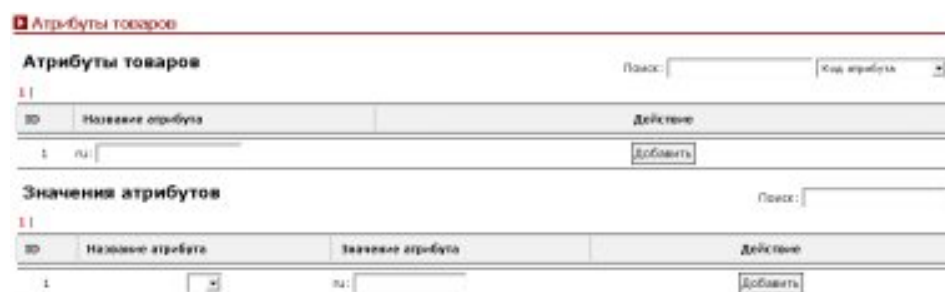 Атрибуты товаров
Атрибуты товаров Поиск: Код атрибута
1 |
ID Название атрибута Действие
1 ru: Добавить
Значения атрибутов Поиск:
1 |
ID Название атрибута Значение атрибута Действие
1 ru: Добавить